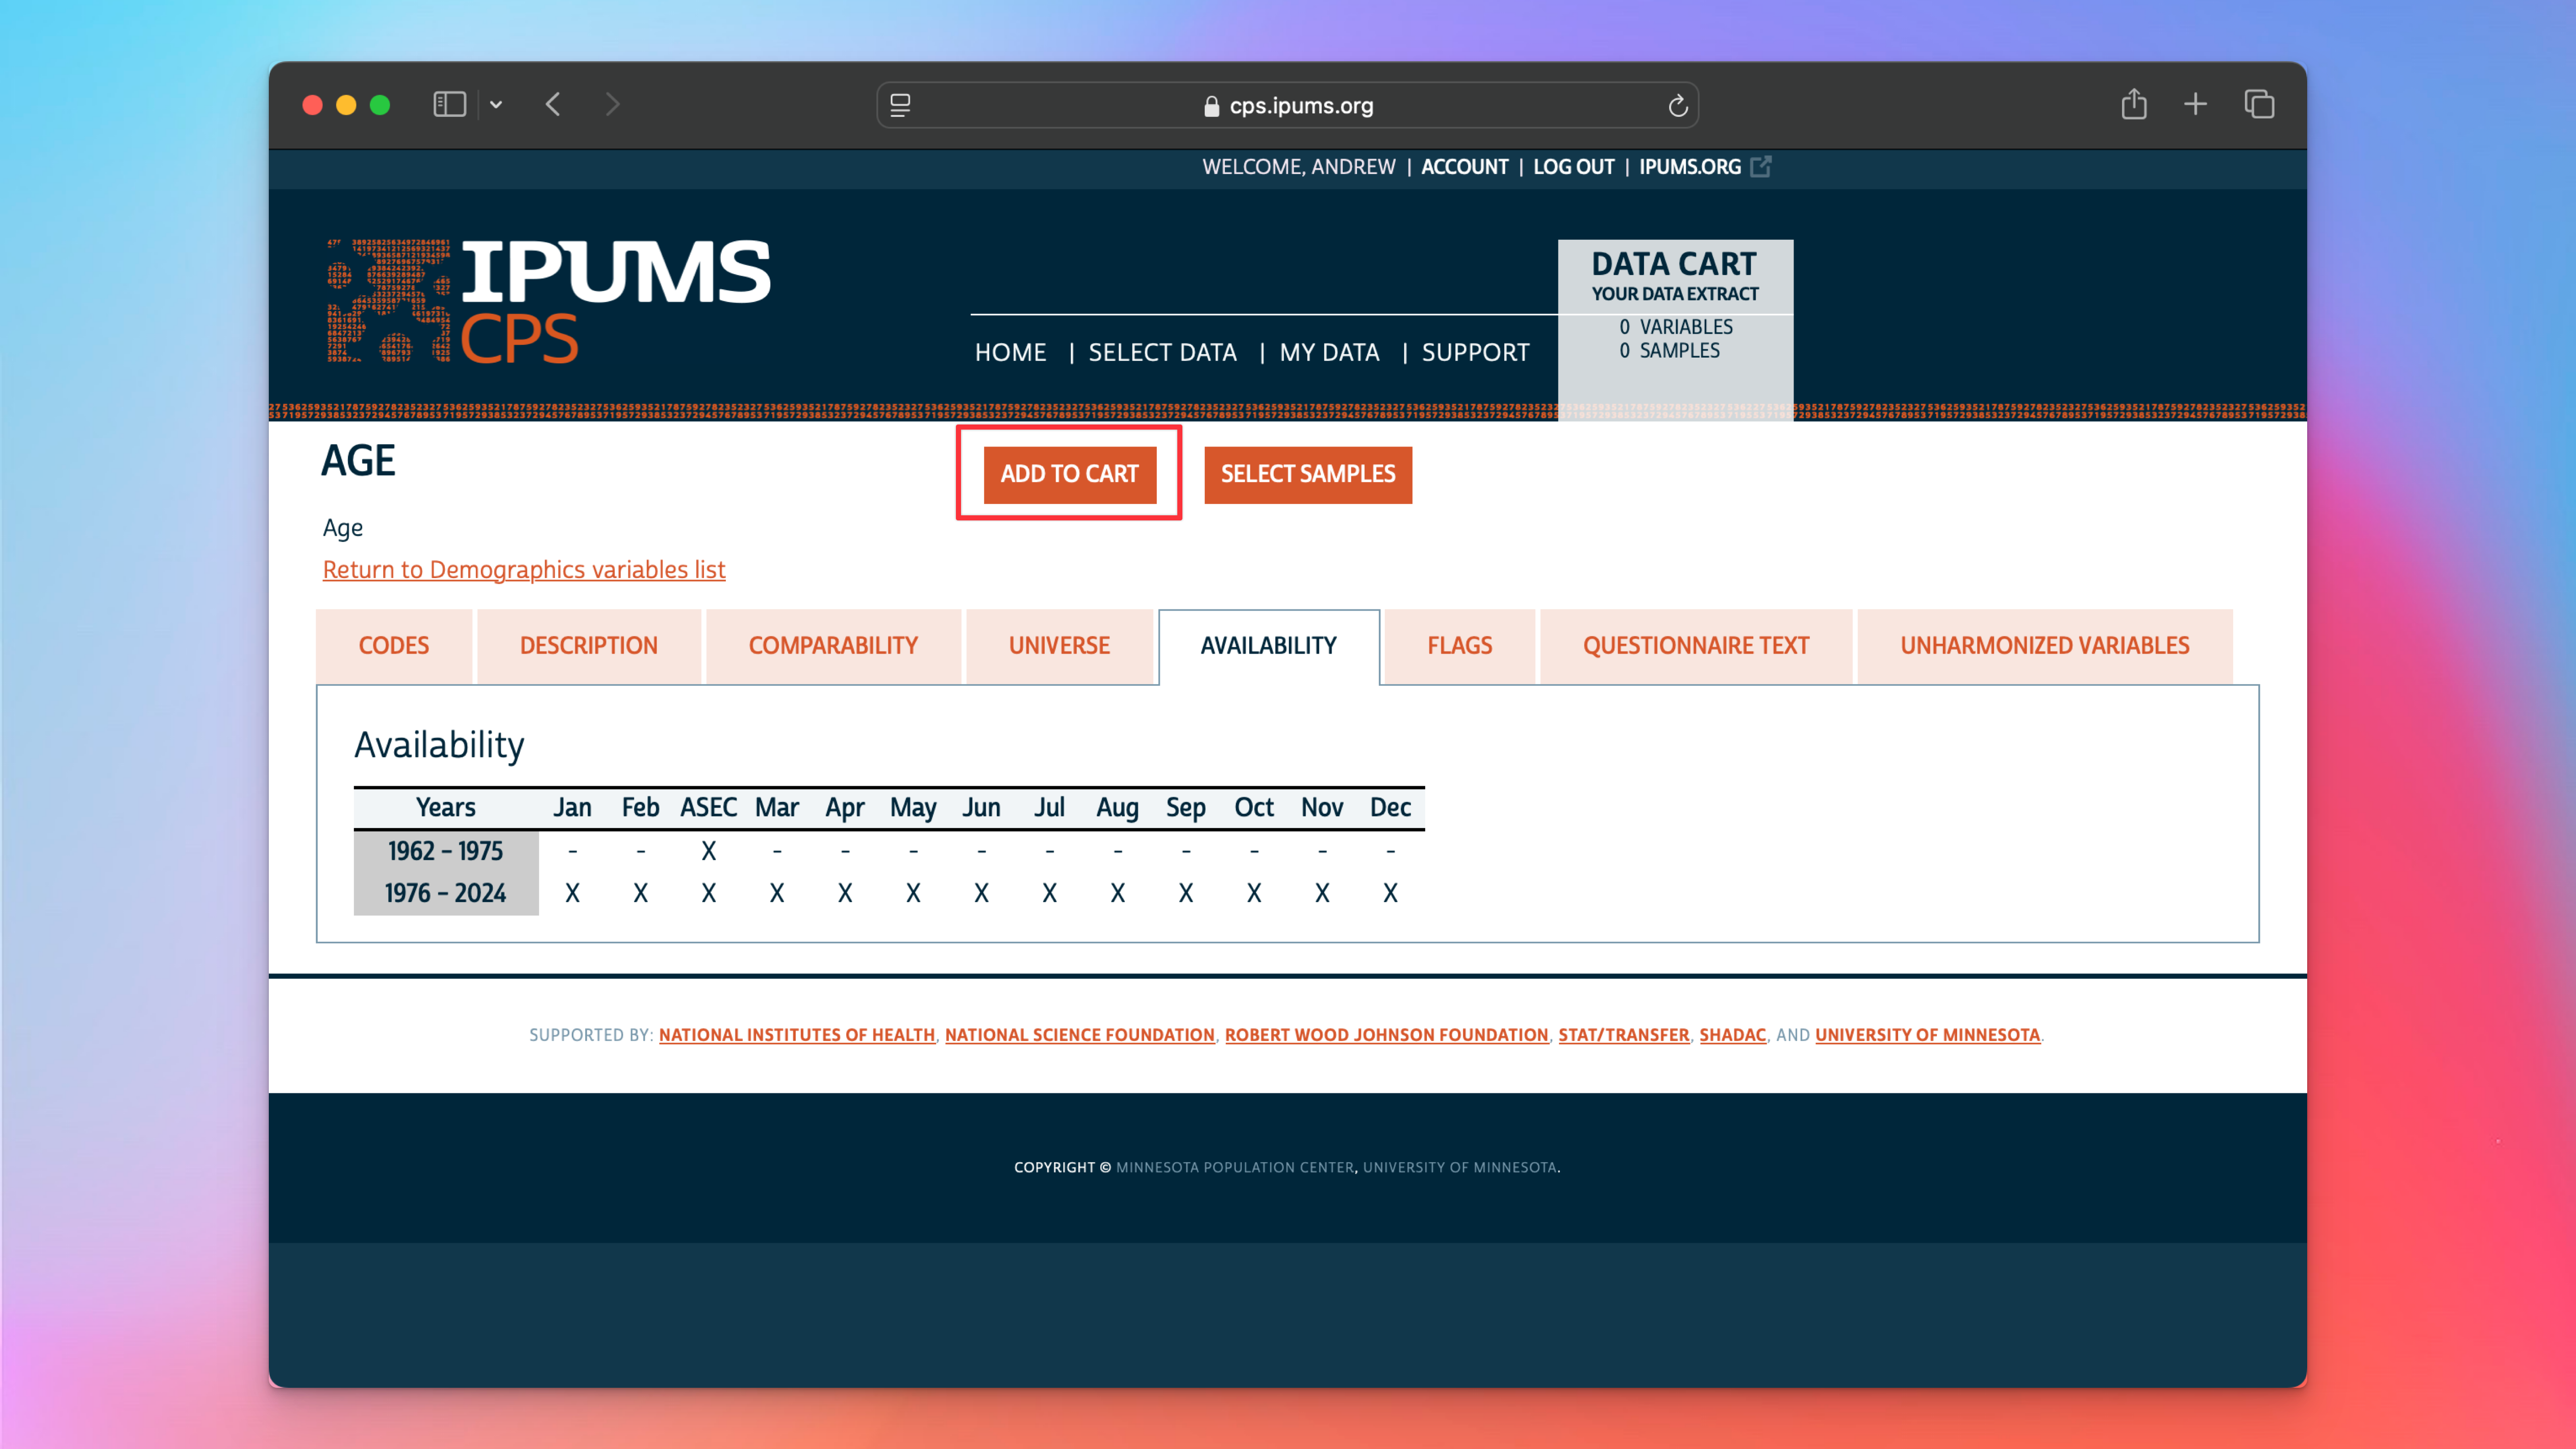 cps.ipums.org
WELCOME, ANDREW | ACCOUNT | LOG OUT | IPUMS.ORG
IPUMS
CPS
DATA CART
YOUR DATA EXTRACT
0 VARIABLES
0 SAMPLES
HOME | SELECT DATA | MY DATA | SUPPORT
AGE
ADD TO CART
SELECT SAMPLES
Age
Return to Demographics variables list
CODES DESCRIPTION COMPARABILITY UNIVERSE AVAILABILITY FLAGS QUESTIONNAIRE TEXT UNHARMONIZED VARIABLES
Availability
Years Jan Feb ASEC Mar Apr May Jun Jul Aug Sep Oct Nov Dec
1962 – 1975 - - X - - - - - - - - - -
1976 – 2024 X X X X X X X X X X X X X
SUPPORTED BY: NATIONAL INSTITUTES OF HEALTH, NATIONAL SCIENCE FOUNDATION, ROBERT WOOD JOHNSON FOUNDATION, STAT/TRANSFER, SHADAC, AND UNIVERSITY OF MINNESOTA.
COPYRIGHT © MINNESOTA POPULATION CENTER, UNIVERSITY OF MINNESOTA.